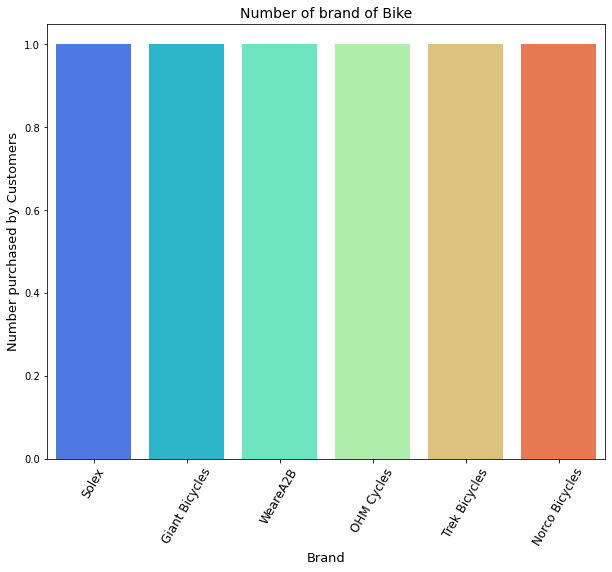 Number of brand of Bike
Number purchased by Customers
1.0
0.8
0.6
0.4
0.2
0.0
Solex
Giant Bicycles
WeareA2B
OHM Cycles
Trek Bicycles
Norco Bicycles
Brand